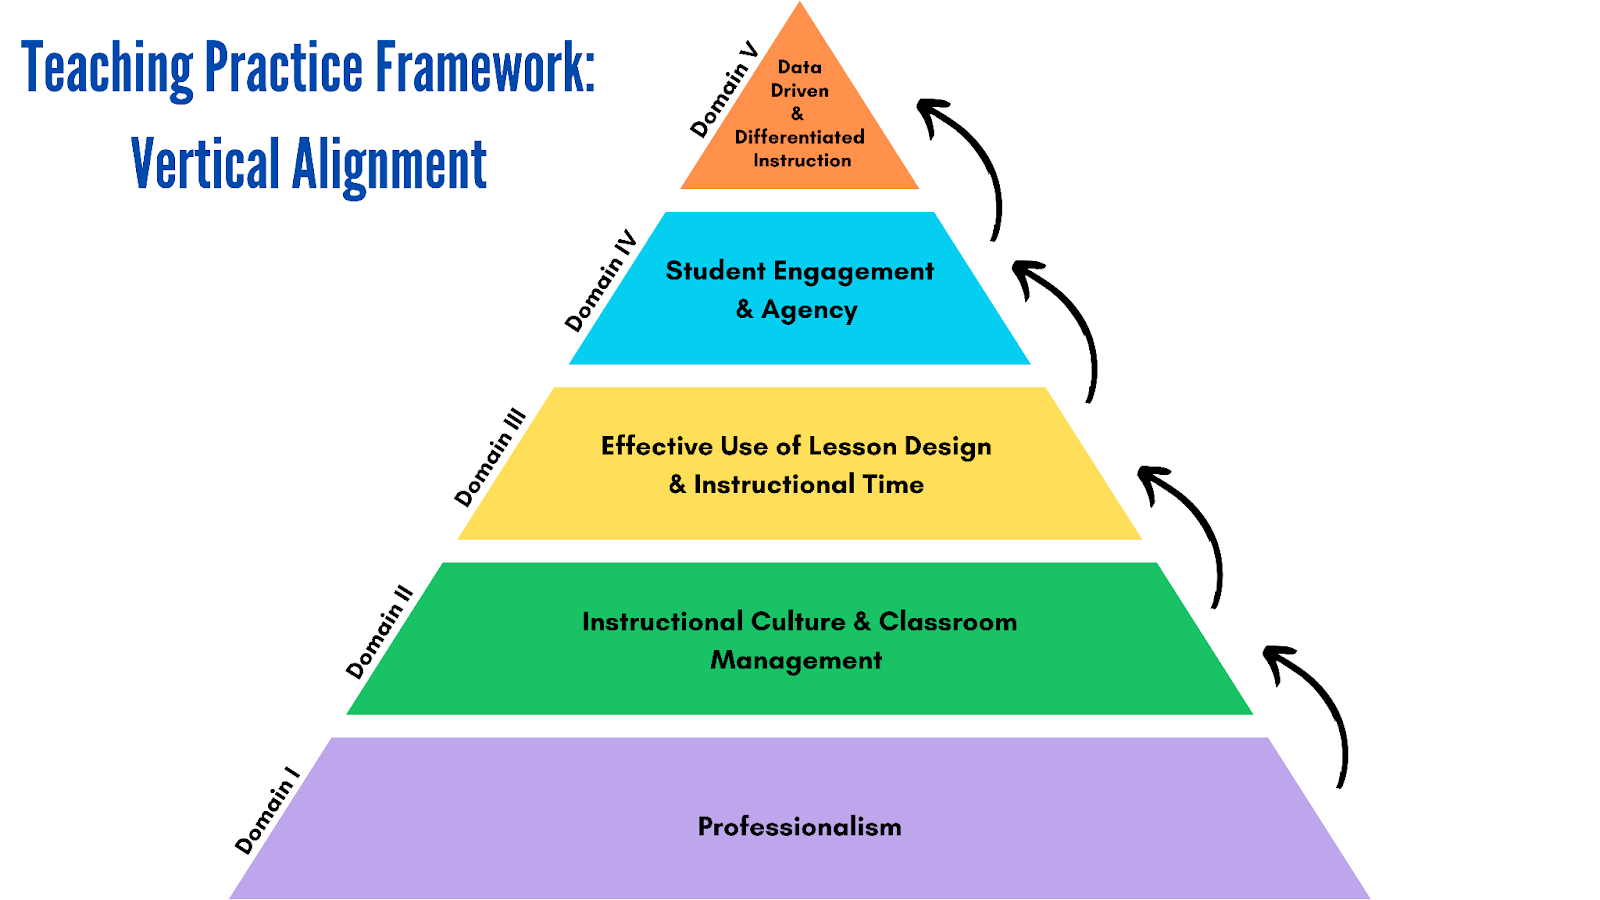 Teaching Practice Framework:
Vertical Alignment
Domain V
Data
Driven
&
Differentiated
Instruction
Domain IV
Student Engagement
& Agency
Domain III
Effective Use of Lesson Design
& Instructional Time
Domain II
Instructional Culture & Classroom
Management
Domain I
Professionalism